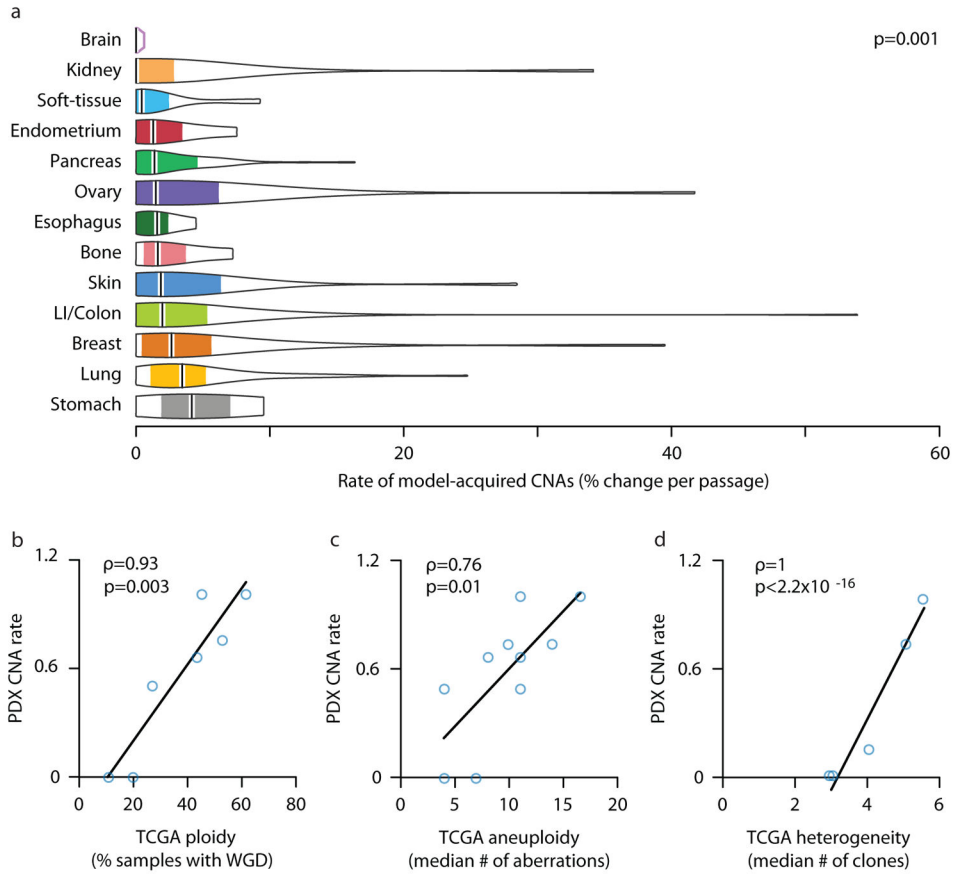 a
p=0.001
Brain
Kidney
Soft-tissue
Endometrium
Pancreas
Ovary
Esophagus
Bone
Skin
LI/Colon
Breast
Lung
Stomach
0 20 40 60
Rate of model-acquired CNAs (% change per passage)
b
ρ=0.93
p=0.003
1.2
0.6
0
PDX CNA rate
0 20 40 60 80
TCGA ploidy
(% samples with WGD)
c
ρ=0.76
p=0.01
1.2
0.6
0
PDX CNA rate
0 5 10 15 20
TCGA aneuploidy
(median # of aberrations)
d
ρ=1
p<2.2x10 -16
1.2
0.6
0
PDX CNA rate
0 2 4 6
TCGA heterogeneity
(median # of clones)